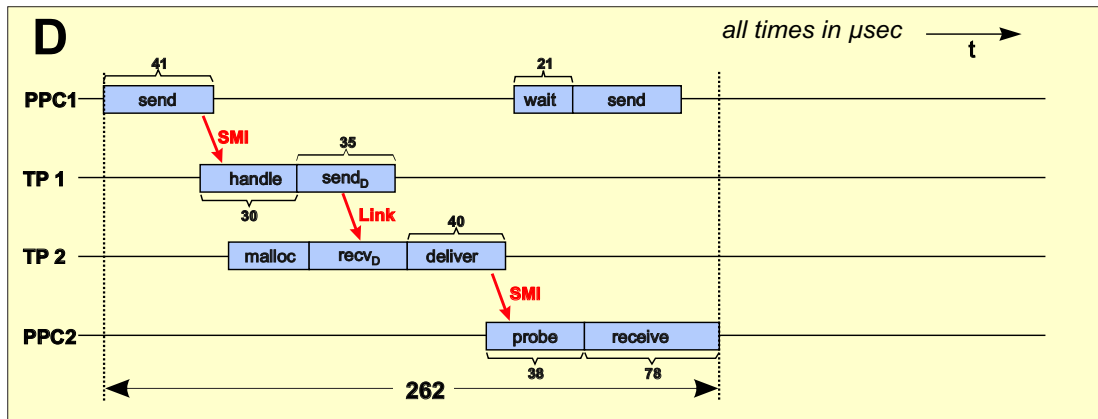 D
all times in µsec
t
41
21
PPC1
send
wait
send
SMI
35
TP 1
handle
sendD
30
Link
40
TP 2
malloc
recvD
deliver
SMI
PPC2
probe
receive
38
78
262